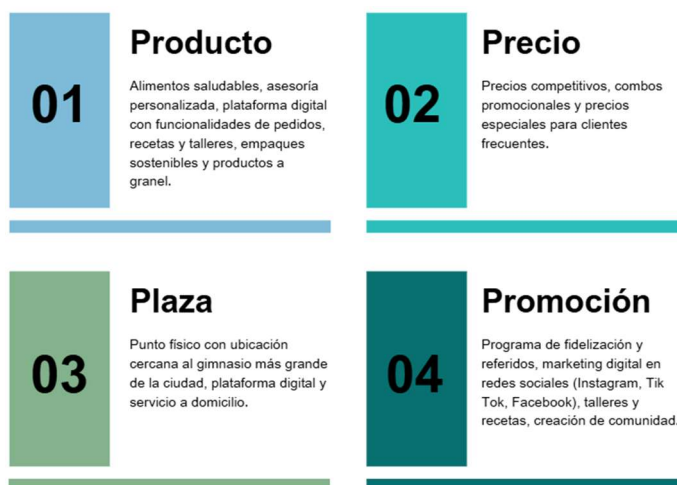 01
Producto
Alimentos saludables, asesoría
personalizada, plataforma digital
con funcionalidades de pedidos,
recetas y talleres, empaques
sostenibles y productos a
granel.
02
Precio
Precios competitivos, combos
promocionales y precios
especiales para clientes
frecuentes.
03
Plaza
Punto físico con ubicación
cercana al gimnasio más grande
de la ciudad, plataforma digital y
servicio a domicilio.
04
Promoción
Programa de fidelización y
referidos, marketing digital en
redes sociales (Instagram, Tik
Tok, Facebook), talleres y
recetas, creación de comunidad.